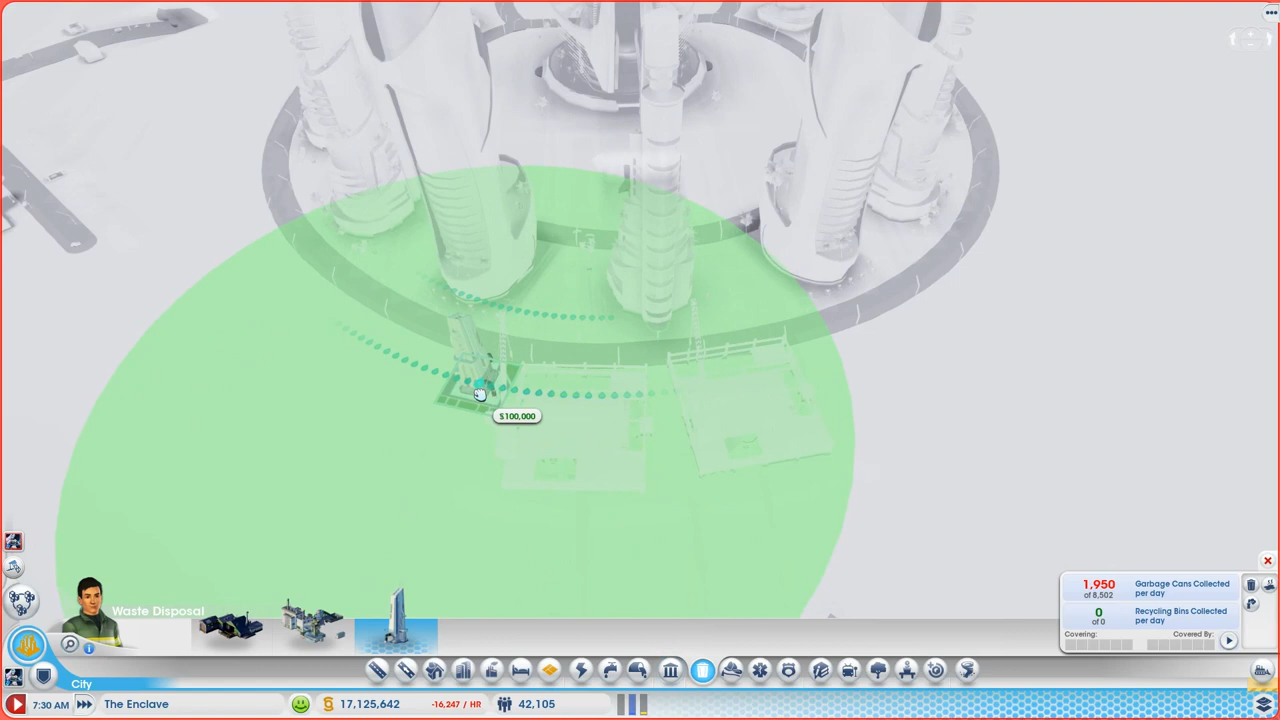 §100,000
Waste Disposal
1,950
of 8,502
Garbage Cans Collected
per day
0
of 0
Recycling Bins Collected
per day
Covering:
Covered By:
City
7:30 AM
The Enclave
17,125,642
-16,247 / HR
42,105